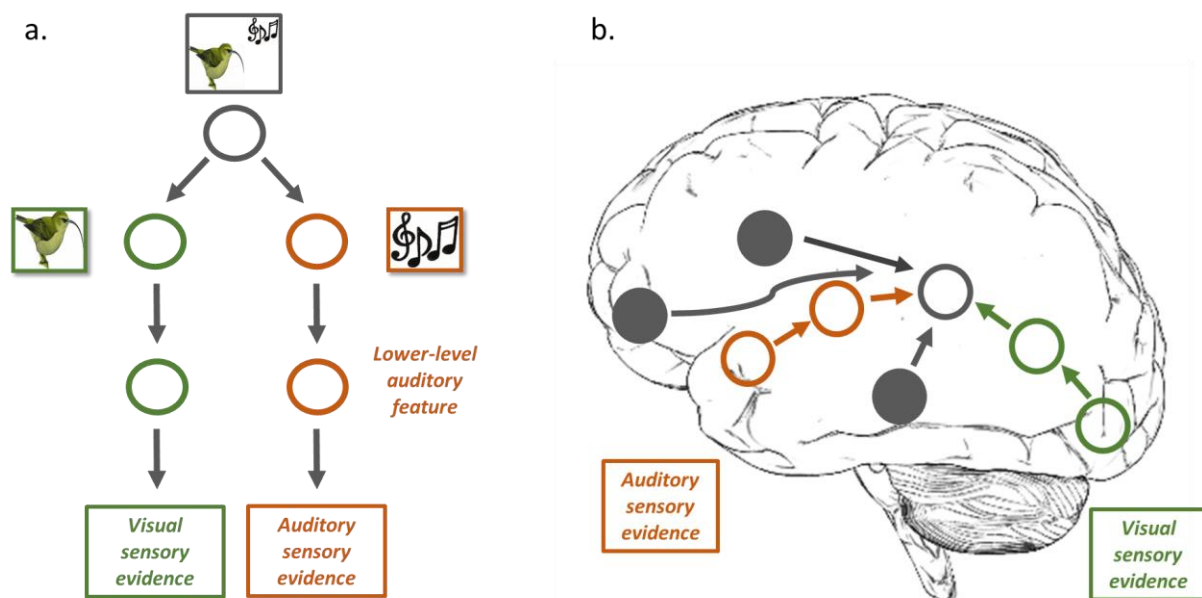 a.
b.
Lower-level
auditory
feature
Visual
sensory
evidence
Auditory
sensory
evidence
Auditory
sensory
evidence
Visual
sensory
evidence